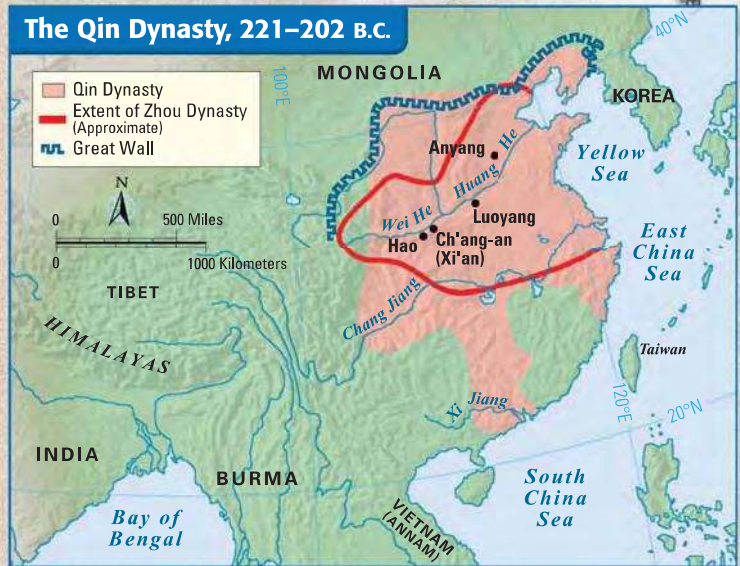 The Qin Dynasty, 221–202 B.C.
40°N
100°E
MONGOLIA
Qin Dynasty
Extent of Zhou Dynasty
(Approximate)
Great Wall
KOREA
Anyang
Huang He
Yellow
Sea
N
0 500 Miles
0 1000 Kilometers
Wei He
Luoyang
Hao
Ch'ang-an
(Xi'an)
East
China
Sea
TIBET
Chang Jiang
HIMALAYAS
Taiwan
120°E
20°N
Xi Jiang
INDIA
BURMA
South
China
Sea
VIETNAM
(ANNAM)
Bay of
Bengal